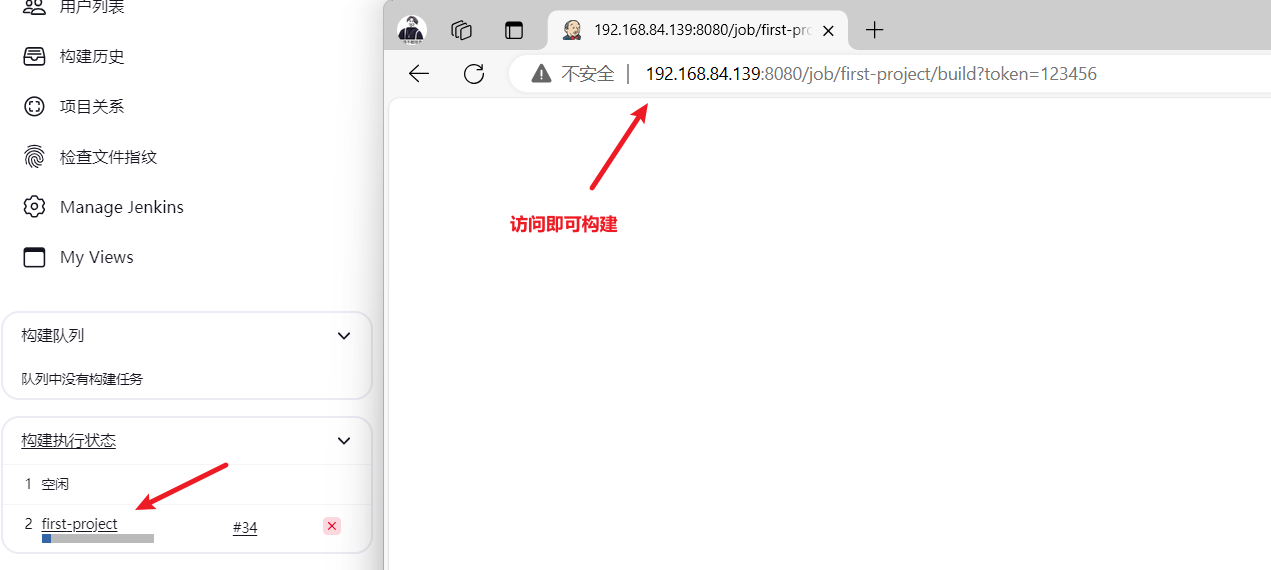 用户列表
构建历史
项目关系
检查文件指纹
Manage Jenkins
My Views
构建队列
队列中没有构建任务
构建执行状态
1 空闲
2 first-project #34
192.168.84.139:8080/job/first-pro
不安全 | 192.168.84.139:8080/job/first-project/build?token=123456
访问即可构建